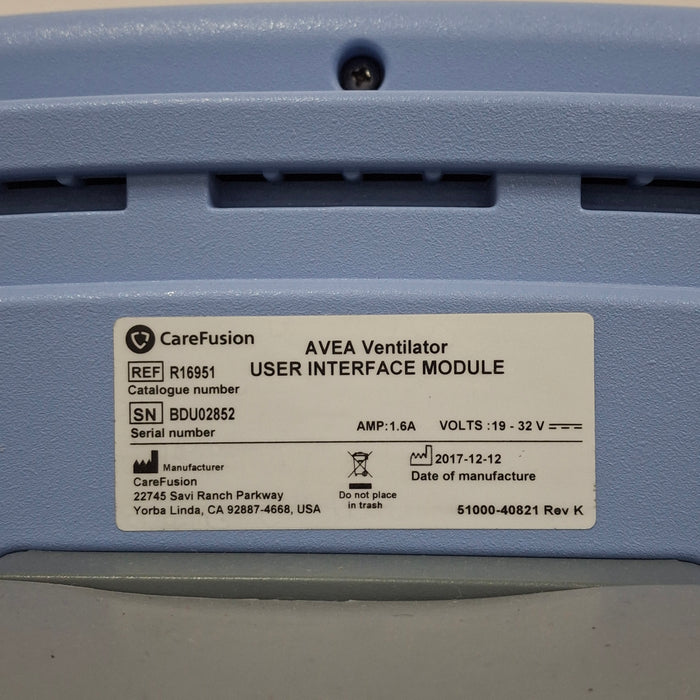 CareFusion
AVEA Ventilator
USER INTERFACE MODULE
REF R16951
Catalogue number
SN BDU02852
Serial number
AMP:1.6A VOLTS :19 - 32 V
Manufacturer
CareFusion
22745 Savi Ranch Parkway
Yorba Linda, CA 92887-4668, USA
Do not place
in trash
2017-12-12
Date of manufacture
51000-40821 Rev K